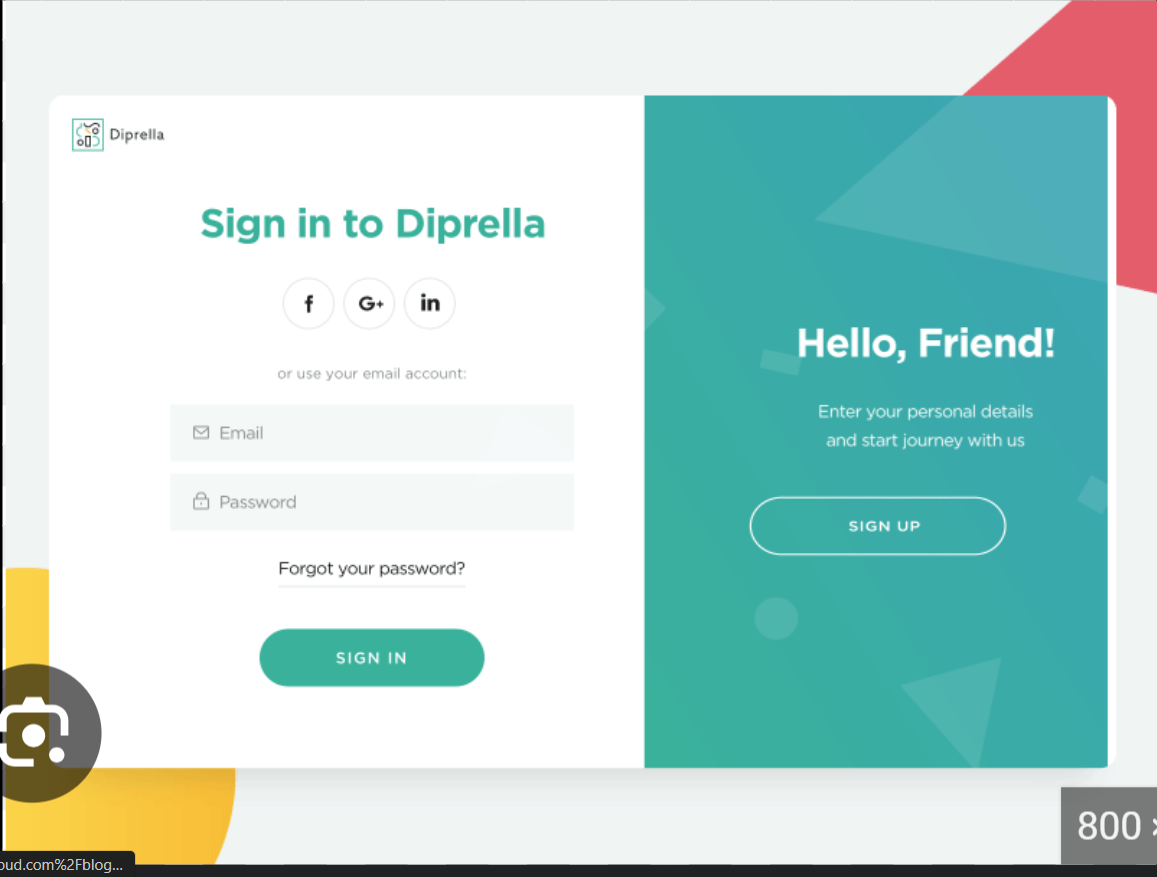 Diprella
Sign in to Diprella
f G+ in
or use your email account:
Email
Password
Forgot your password?
SIGN IN
Hello, Friend!
Enter your personal details
and start journey with us
SIGN UP
800
oud.com%2Fblog...